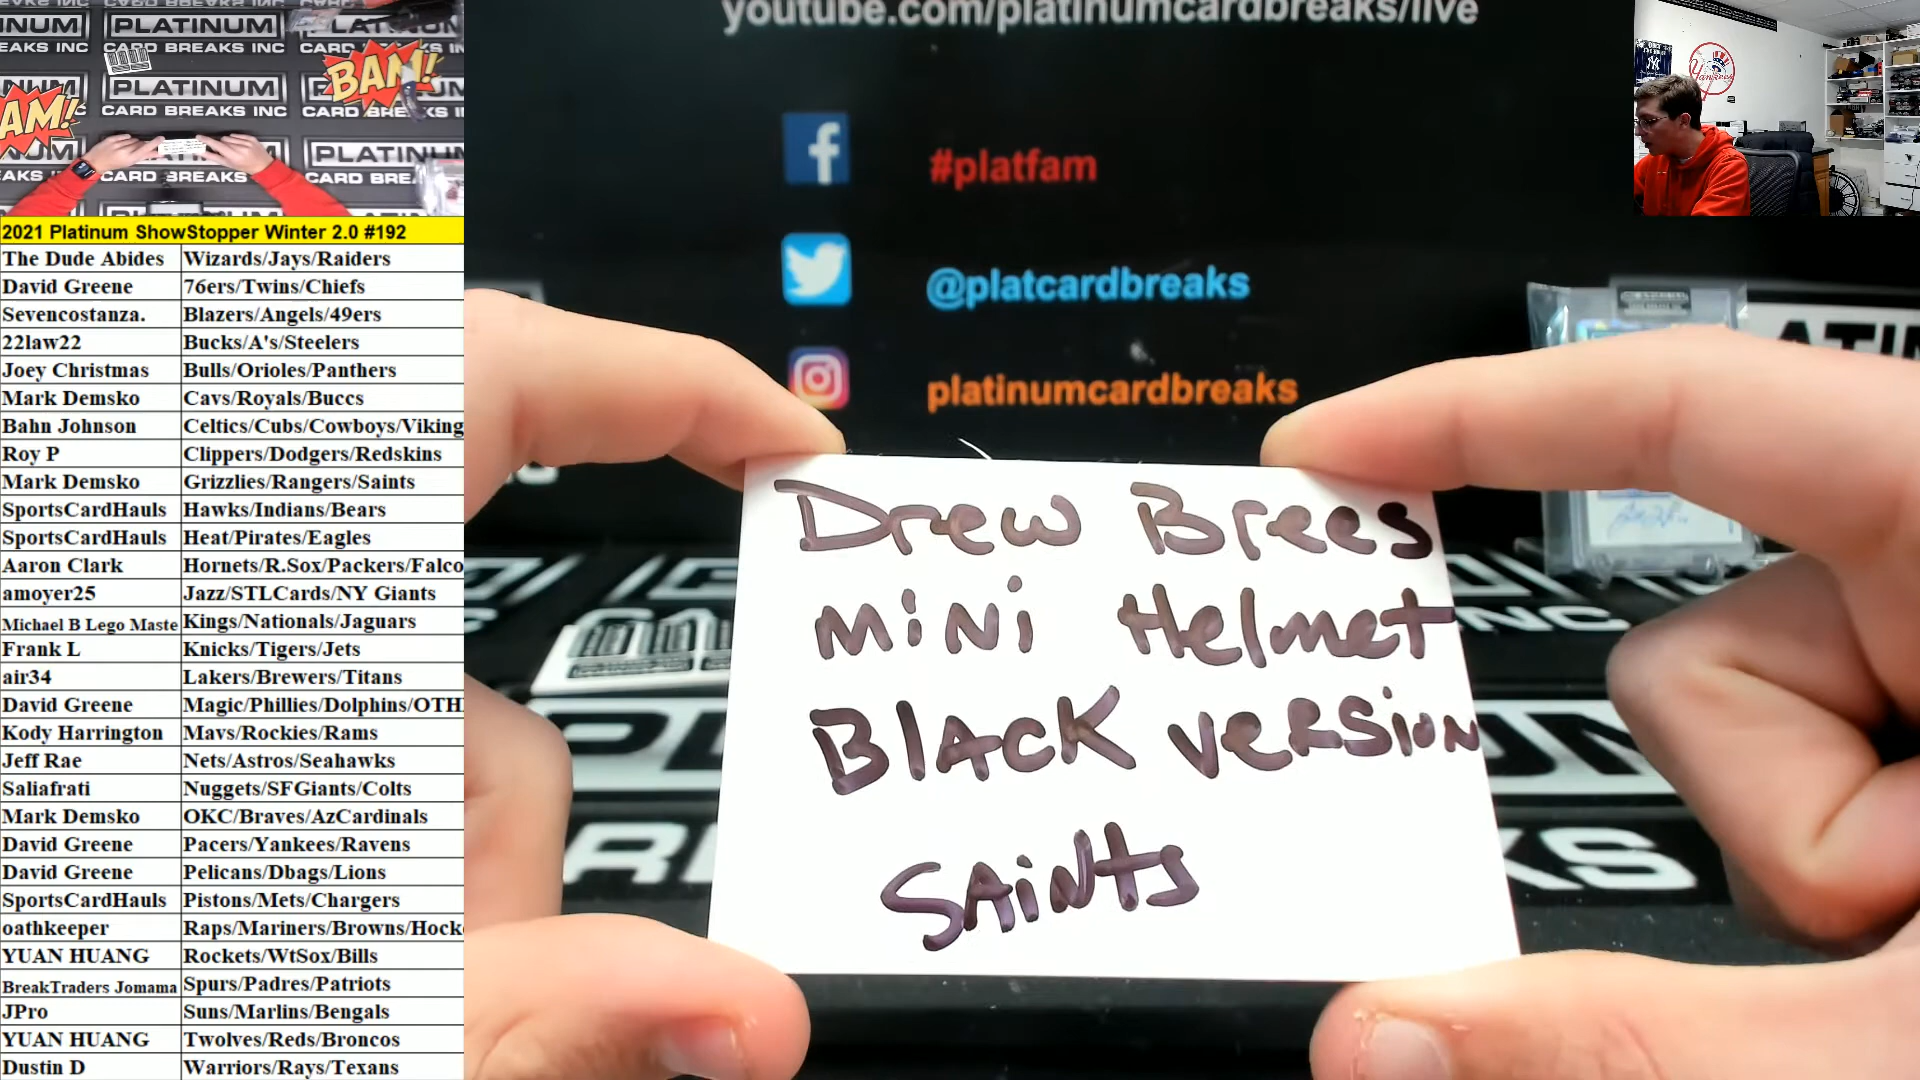 youtube.com/platinumcardbreaks/live
#platfam
@platcardbreaks
platinumcardbreaks
Drew Brees
Mini Helmet
Black version
Saints
PLATINUM
CARD BREAKS INC
BAM!
PLATINUM
CARD BREAKS INC
Yankees
2021 Platinum ShowStopper Winter 2.0 #192
The Dude Abides Wizards/Jays/Raiders
David Greene 76ers/Twins/Chiefs
Sevencostanza. Blazers/Angels/49ers
22law22 Bucks/A's/Steelers
Joey Christmas Bulls/Orioles/Panthers
Mark Demsko Cavs/Royals/Buccs
Bahn Johnson Celtics/Cubs/Cowboys/Viking
Roy P Clippers/Dodgers/Redskins
Mark Demsko Grizzlies/Rangers/Saints
SportsCardHauls Hawks/Indians/Bears
SportsCardHauls Heat/Pirates/Eagles
Aaron Clark Hornets/R.Sox/Packers/Falco
amoyer25 Jazz/STLCards/NY Giants
Michael B Lego Maste Kings/Nationals/Jaguars
Frank L Knicks/Tigers/Jets
air34 Lakers/Brewers/Titans
David Greene Magic/Phillies/Dolphins/OTH
Kody Harrington Mavs/Rockies/Rams
Jeff Rae Nets/Astros/Seahawks
Saliafrati Nuggets/SFGiants/Colts
Mark Demsko OKC/Braves/AzCardinals
David Greene Pacers/Yankees/Ravens
David Greene Pelicans/Dbags/Lions
SportsCardHauls Pistons/Mets/Chargers
oathkeeper Raps/Mariners/Browns/Hock
YUAN HUANG Rockets/WtSox/Bills
BreakTraders Jomama Spurs/Padres/Patriots
JPro Suns/Marlins/Bengals
YUAN HUANG Twolves/Reds/Broncos
Dustin D Warriors/Rays/Texans